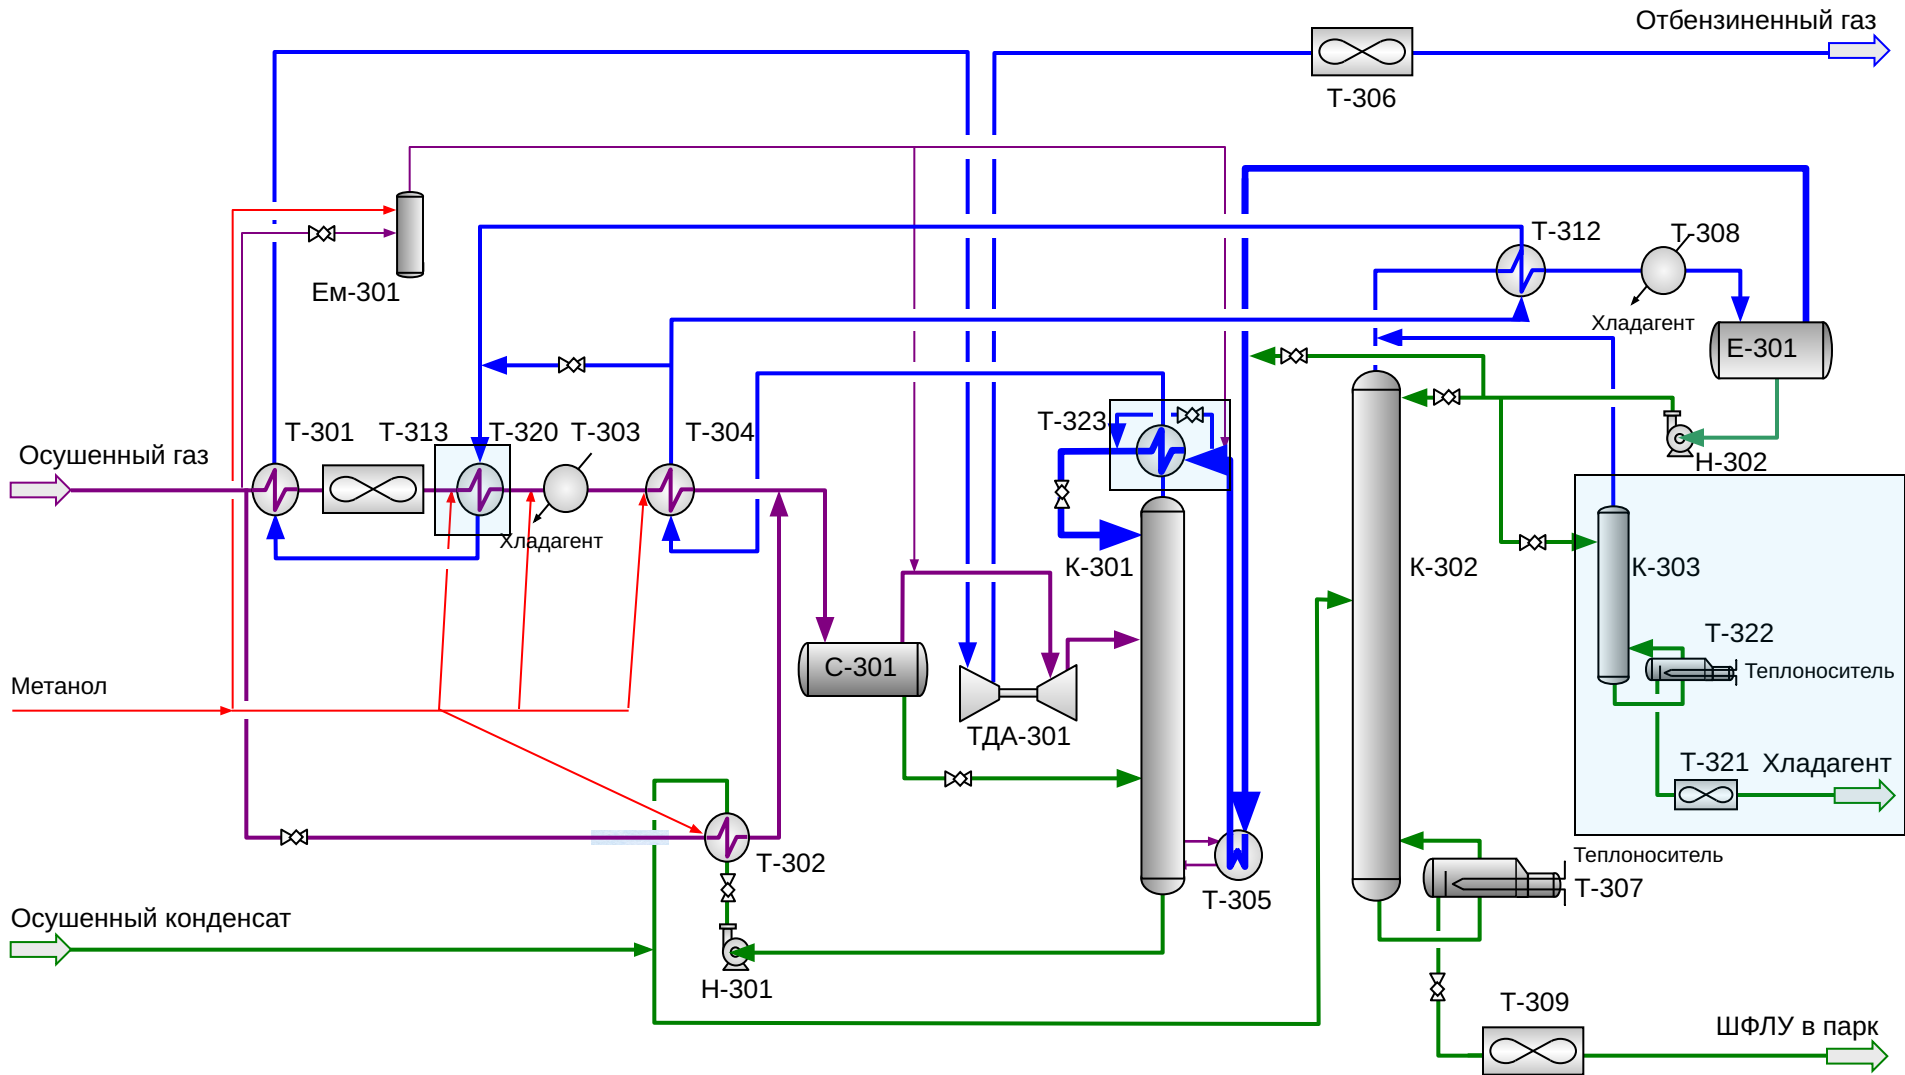 Отбензиненный газ
Т-306
Т-312
Т-308
Ем-301
Хладагент
Е-301
Т-323
Т-301
Т-313
Т-320
Т-303
Т-304
Осушенный газ
Н-302
Хладагент
К-301
К-302
К-303
Т-322
Теплоноситель
С-301
Метанол
ТДА-301
Т-321
Хладагент
Т-302
Теплоноситель
Т-307
Т-305
Осушенный конденсат
Н-301
Т-309
ШФЛУ в парк